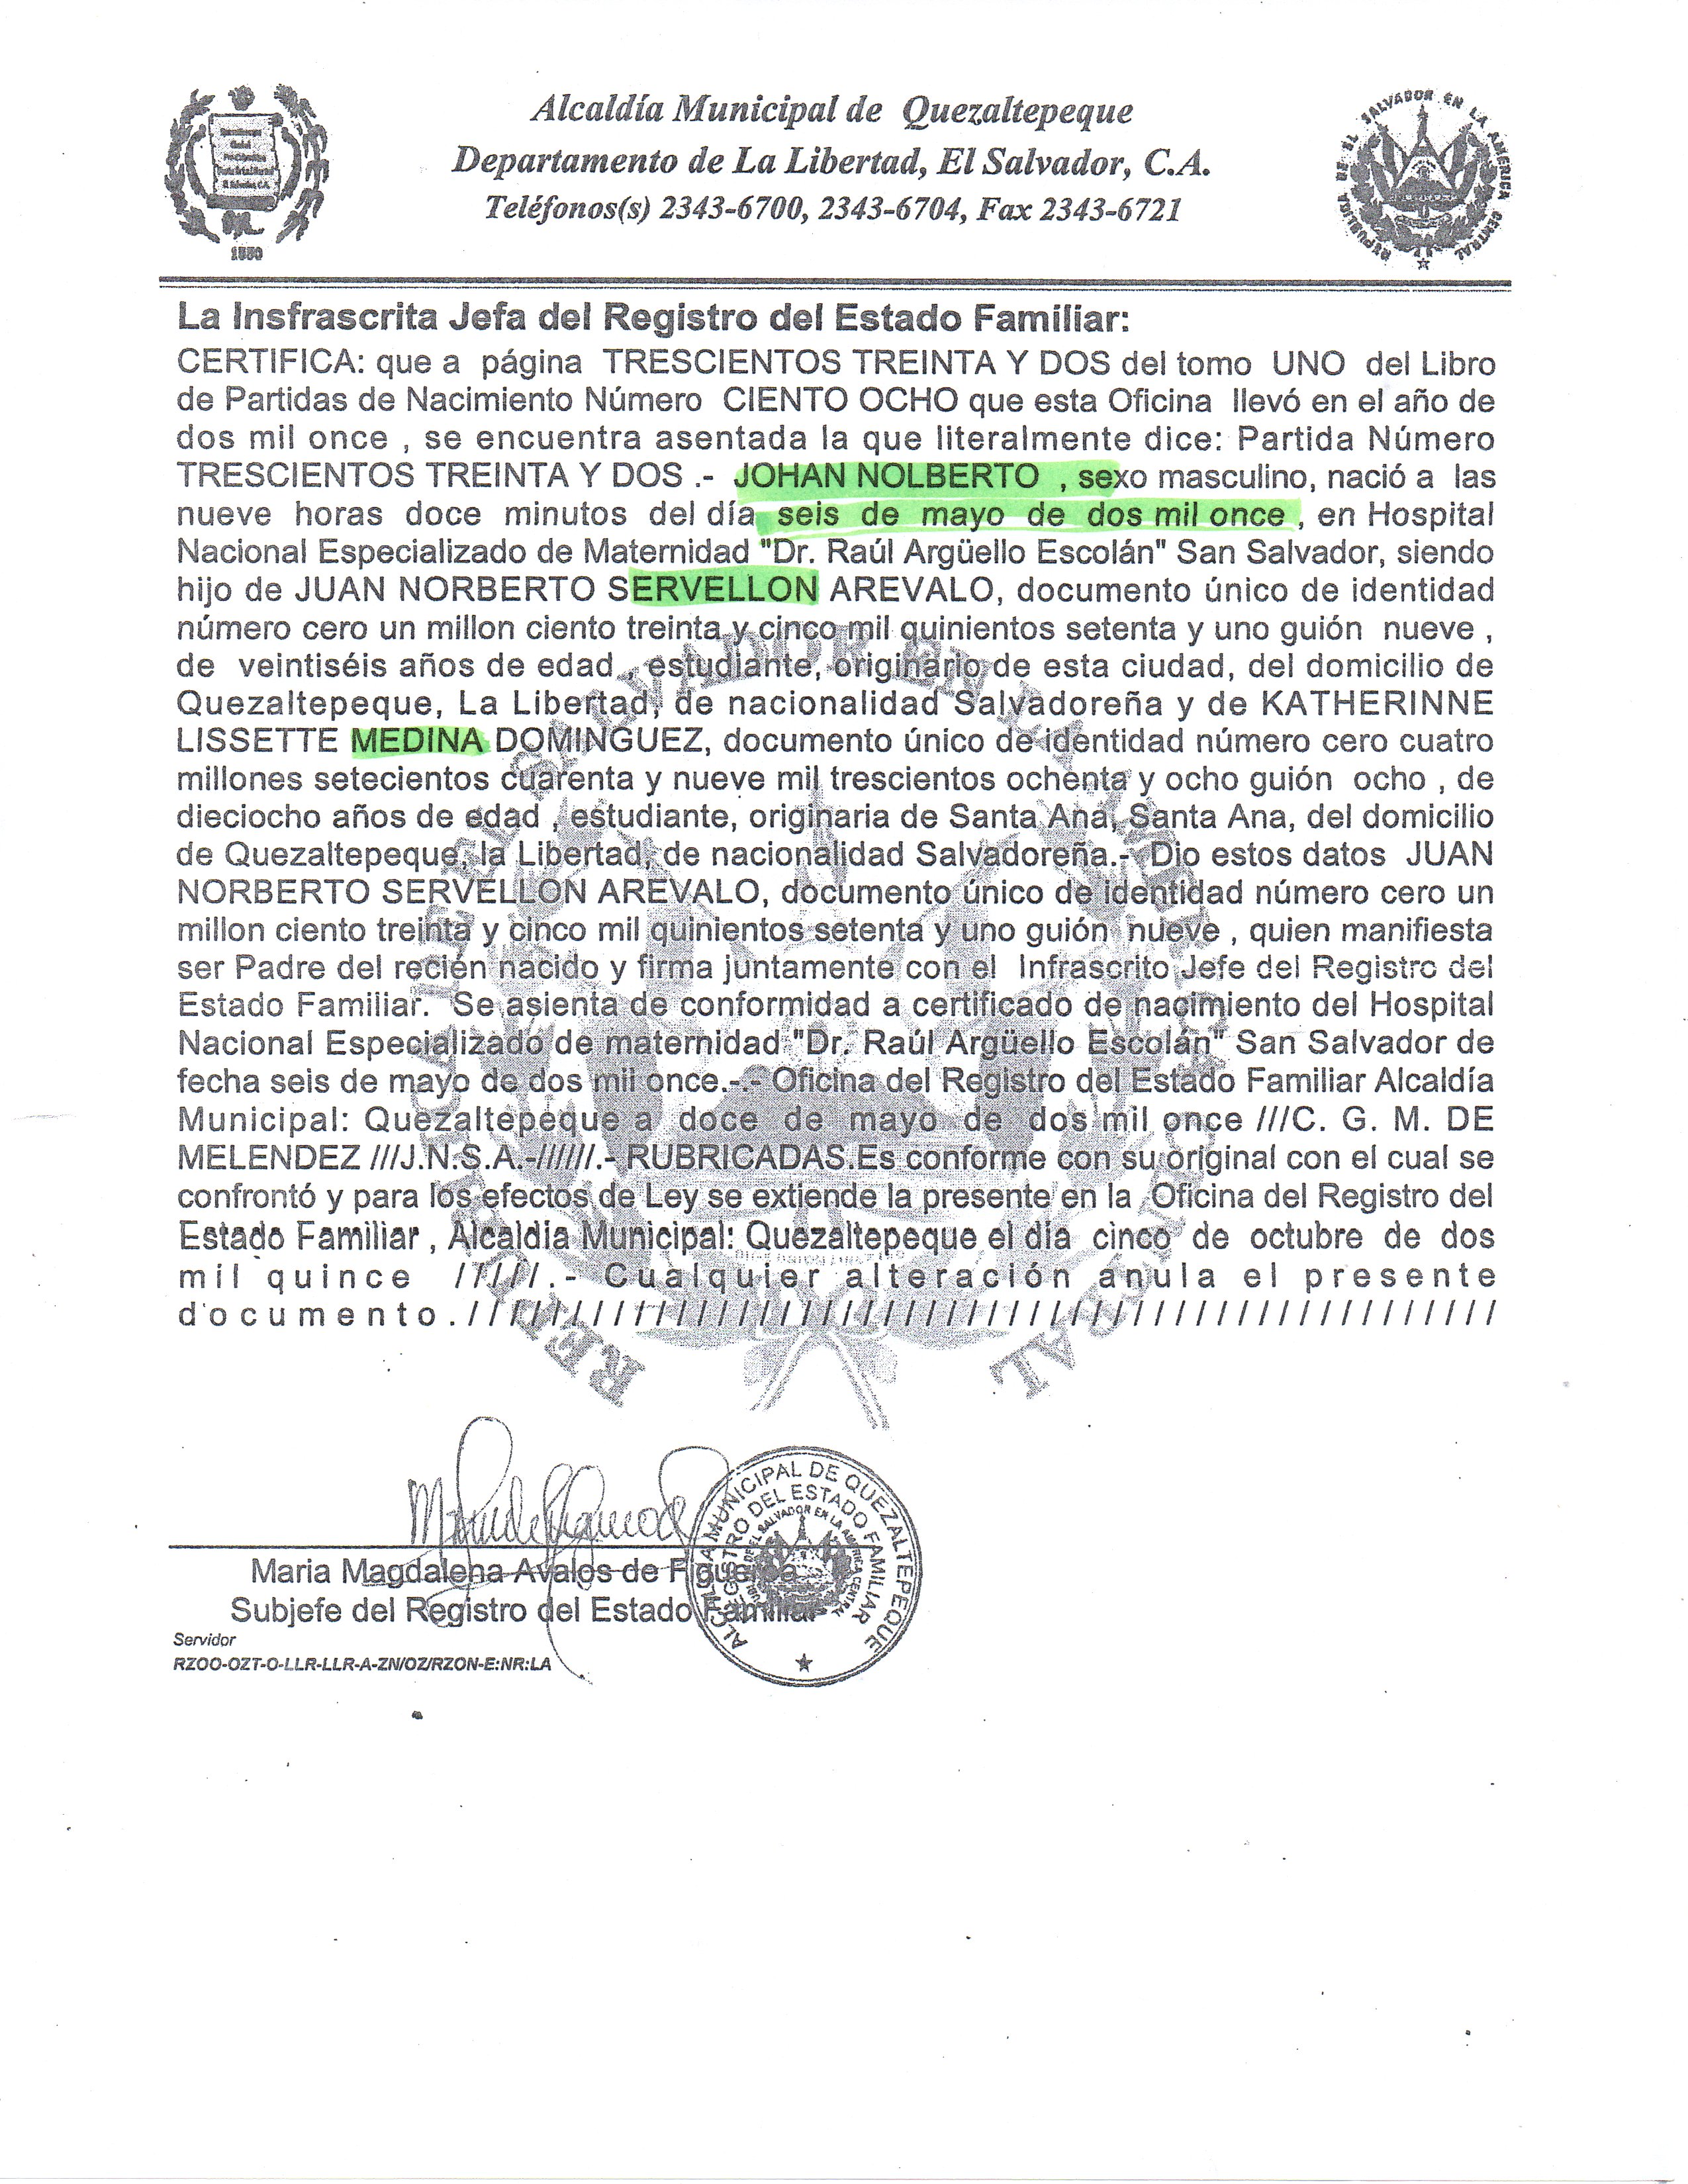 Alcaldía Municipal de Quezaltepeque
Departamento de La Libertad, El Salvador, C.A.
Teléfonos(s) 2343-6700, 2343-6704, Fax 2343-6721
1550
REPUBLICA DE EL SALVADOR EN LA AMERICA CENTRAL
La Insfrascrita Jefa del Registro del Estado Familiar:
CERTIFICA: que a página TRESCIENTOS TREINTA Y DOS del tomo UNO del Libro
de Partidas de Nacimiento Número CIENTO OCHO que esta Oficina llevó en el año de
dos mil once , se encuentra asentada la que literalmente dice: Partida Número
TRESCIENTOS TREINTA Y DOS .- JOHAN NOLBERTO , sexo masculino, nació a las
nueve horas doce minutos del día seis de mayo de dos mil once , en Hospital
Nacional Especializado de Maternidad "Dr. Raúl Argüello Escolán" San Salvador, siendo
hijo de JUAN NORBERTO SERVELLON AREVALO, documento único de identidad
número cero un millon ciento treinta y cinco mil quinientos setenta y uno guión nueve ,
de veintiséis años de edad , estudiante, originario de esta ciudad, del domicilio de
Quezaltepeque, La Libertad, de nacionalidad Salvadoreña y de KATHERINNE
LISSETTE MEDINA DOMINGUEZ, documento único de identidad número cero cuatro
millones setecientos cuarenta y nueve mil trescientos ochenta y ocho guión ocho , de
dieciocho años de edad , estudiante, originaria de Santa Ana, Santa Ana, del domicilio
de Quezaltepeque, la Libertad, de nacionalidad Salvadoreña.- Dio estos datos JUAN
NORBERTO SERVELLON AREVALO, documento único de identidad número cero un
millon ciento treinta y cinco mil quinientos setenta y uno guión nueve , quien manifiesta
ser Padre del recién nacido y firma juntamente con el Infrascrito Jefe del Registro del
Estado Familiar. Se asienta de conformidad a certificado de nacimiento del Hospital
Nacional Especializado de maternidad "Dr. Raúl Argüello Escolán" San Salvador de
fecha seis de mayo de dos mil once.-.- Oficina del Registro del Estado Familiar Alcaldía
Municipal: Quezaltepeque a doce de mayo de dos mil once ///C. G. M. DE
MELENDEZ ///J.N.S.A.-//////.- RUBRICADAS.Es conforme con su original con el cual se
confrontó y para los efectos de Ley se extiende la presente en la Oficina del Registro del
Estado Familiar , Alcaldía Municipal: Quezaltepeque el día cinco de octubre de dos
mil quince //////.- Cualquier alteración anula el presente
documento.///////////////////////////////////////////////////////
Maria Magdalena Avalos de Figueroa
Subjefe del Registro del Estado Familiar
ALCALDIA MUNICIPAL DE QUEZALTEPEQUE
REGISTRO DEL ESTADO FAMILIAR
Servidor
RZOO-OZT-O-LLR-LLR-A-ZN/OZ/RZON-E:NR:LA